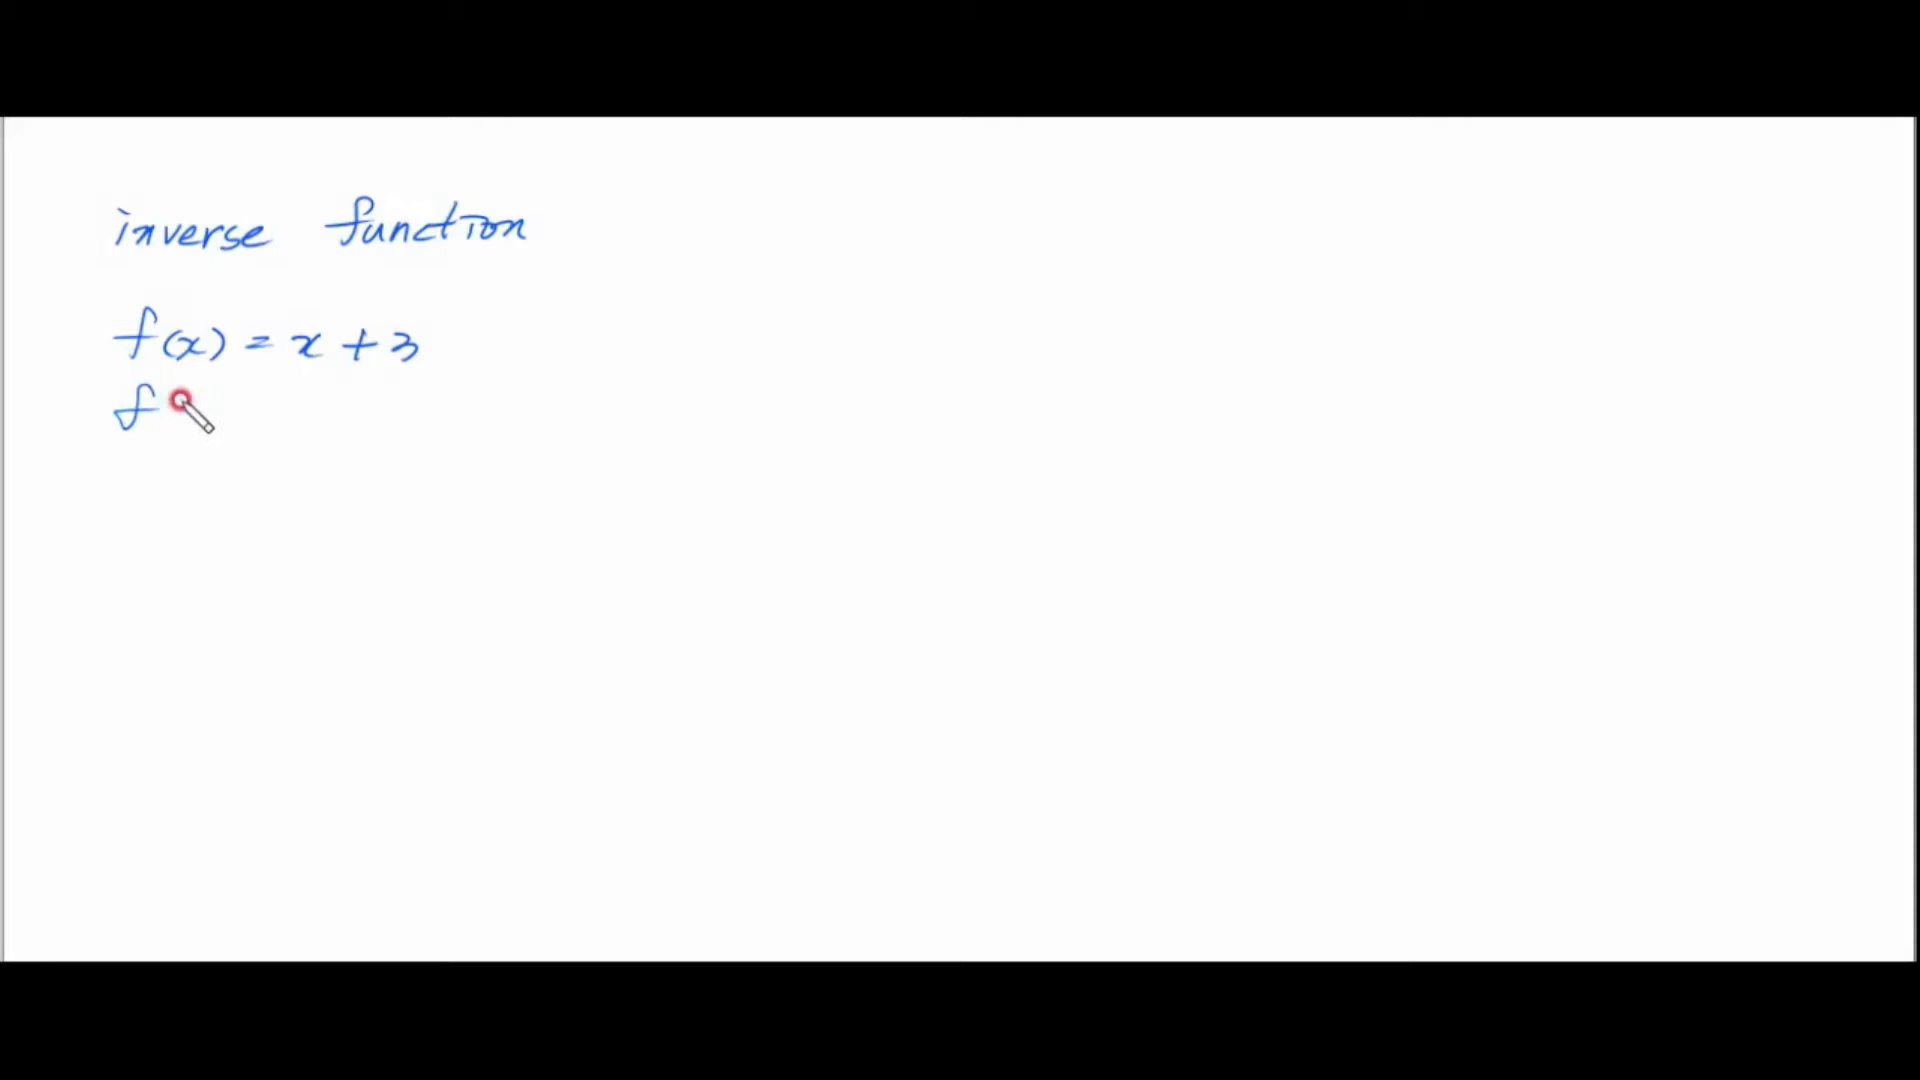 inverse function
f(x) = x + 3
f